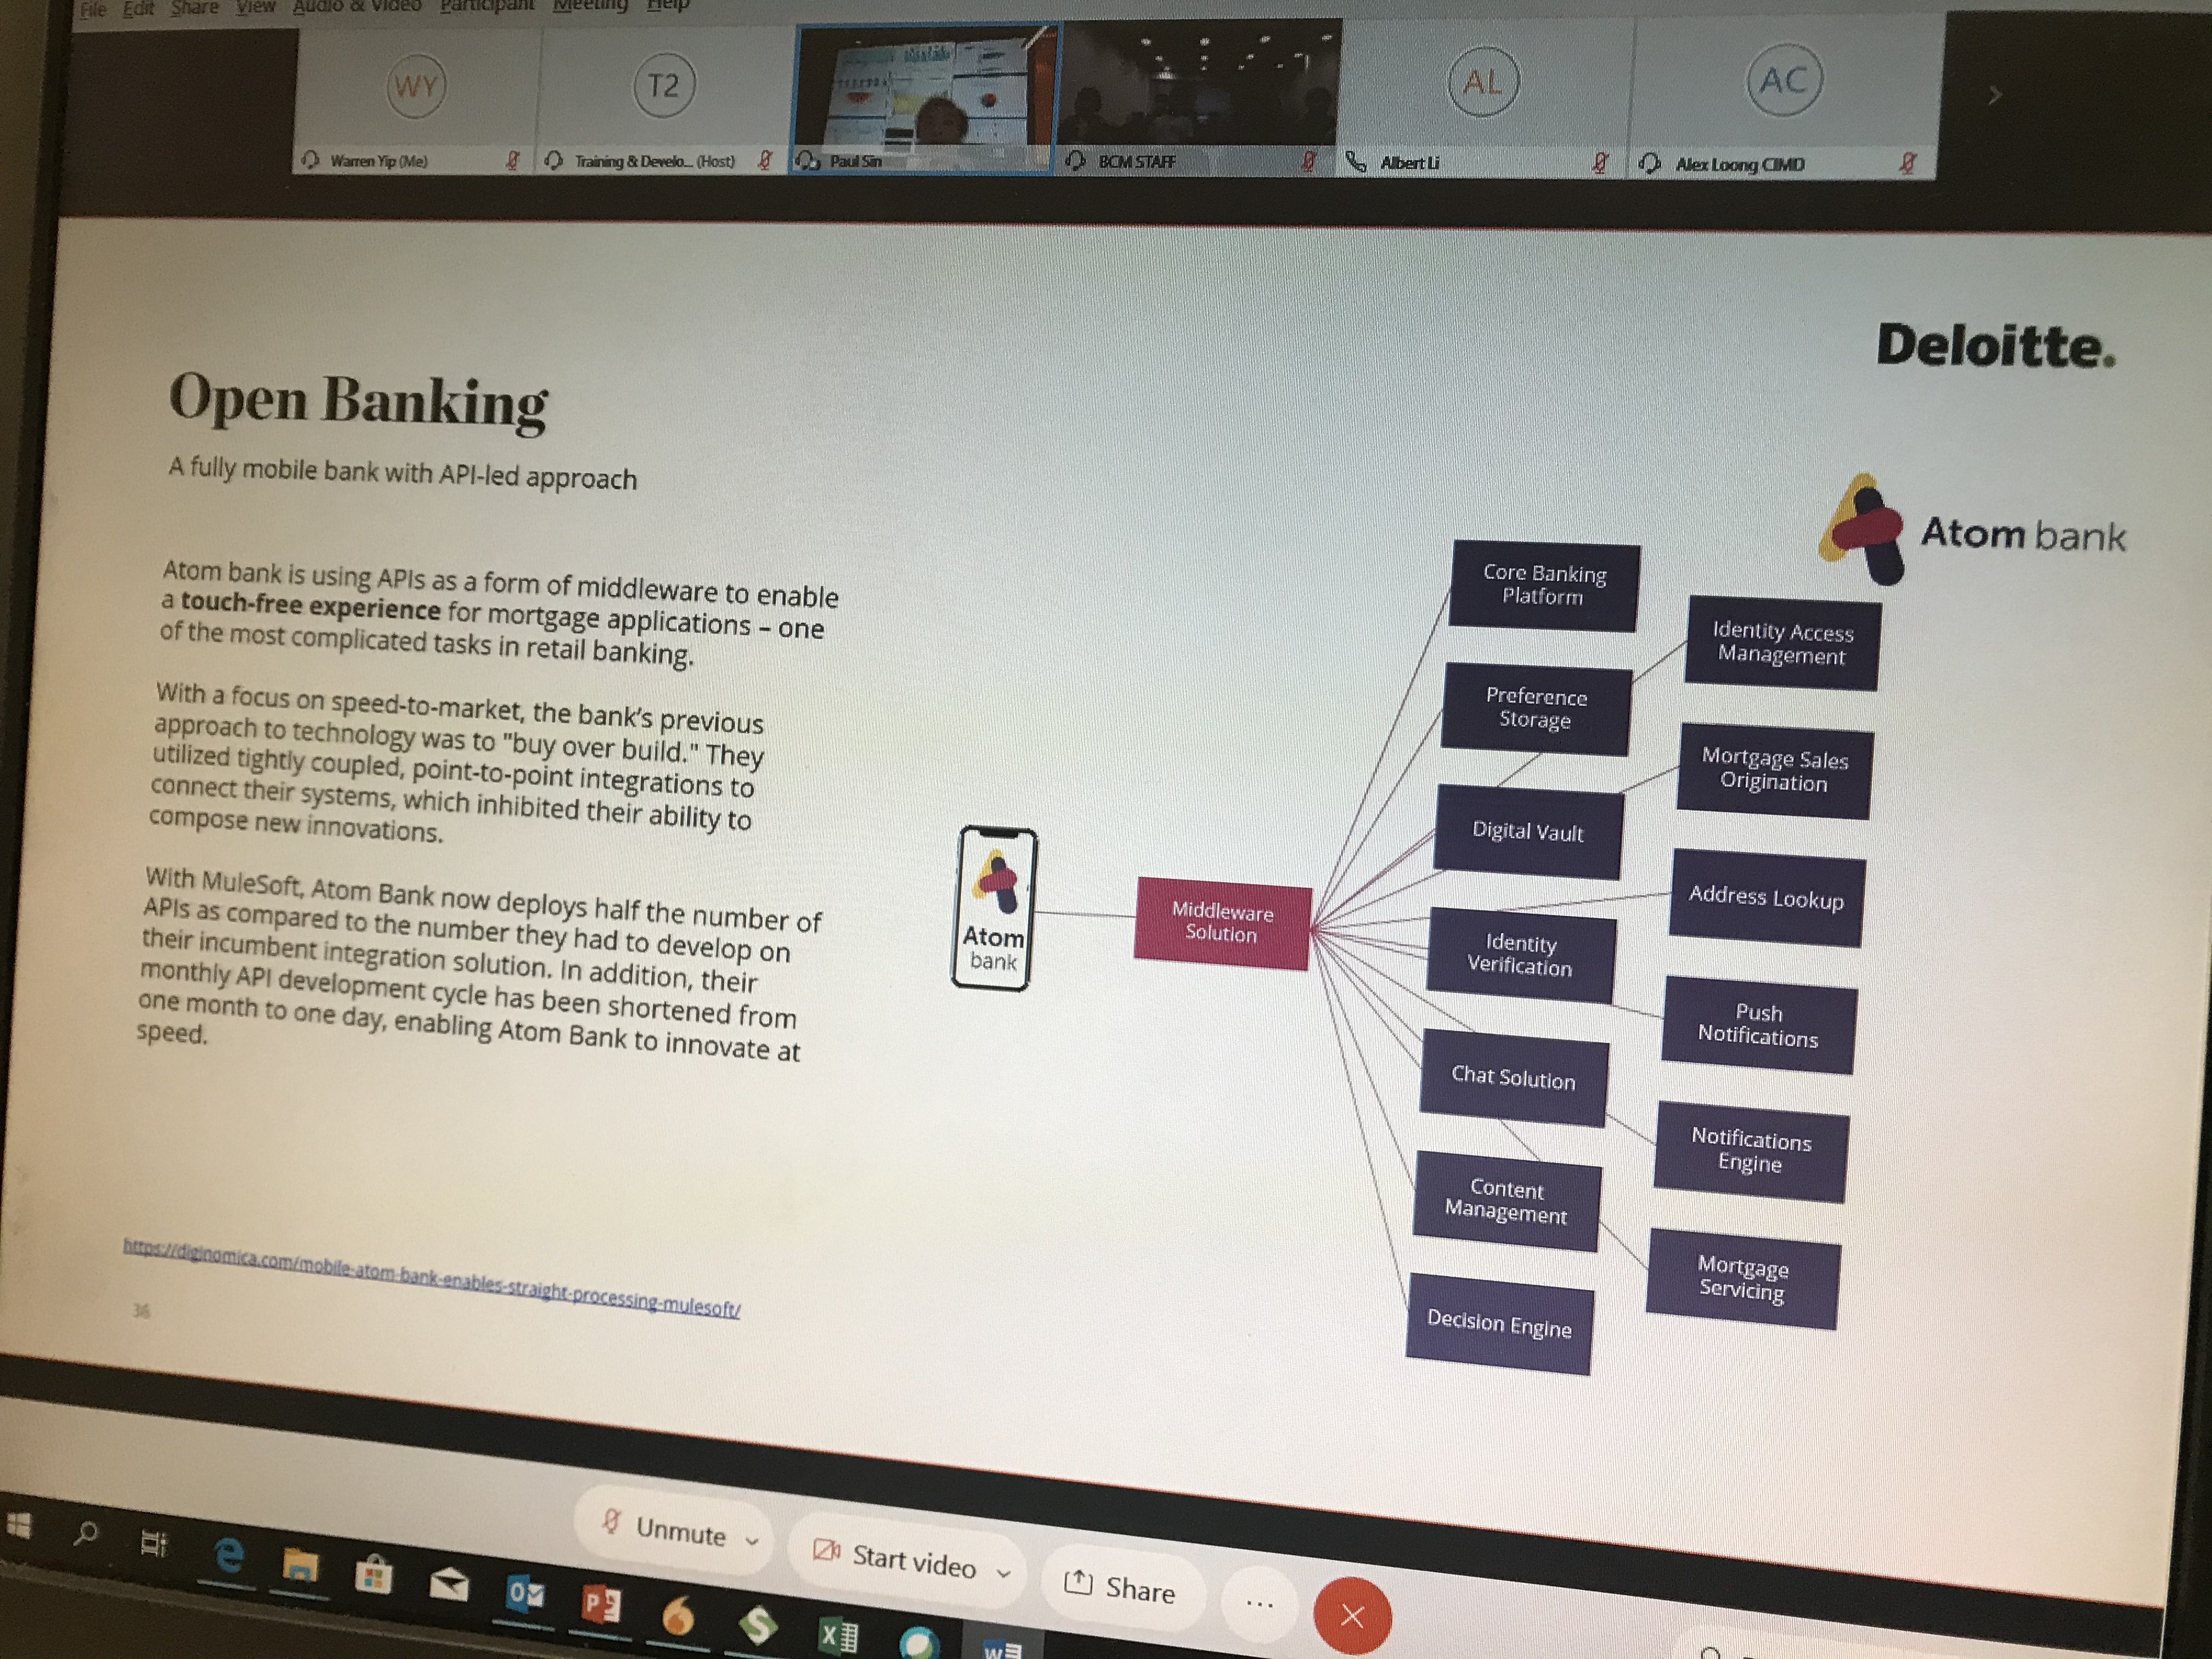 File Edit Share View Audio & Video Participant Meeting Help
WY
T2
AL
AC
Warren Yip (Me)
Training & Develo... (Host)
Paul Sin
BCM STAFF
Albert Li
Alex Loong CIMD
Deloitte.
Open Banking
A fully mobile bank with API-led approach
Atom bank
Atom bank is using APIs as a form of middleware to enable
a touch-free experience for mortgage applications – one
of the most complicated tasks in retail banking.
With a focus on speed-to-market, the bank's previous
approach to technology was to "buy over build." They
utilized tightly coupled, point-to-point integrations to
connect their systems, which inhibited their ability to
compose new innovations.
With MuleSoft, Atom Bank now deploys half the number of
APIs as compared to the number they had to develop on
their incumbent integration solution. In addition, their
monthly API development cycle has been shortened from
one month to one day, enabling Atom Bank to innovate at
speed.
https://diginomica.com/mobile-atom-bank-enables-straight-processing-mulesoft/
36
Atom
bank
Middleware
Solution
Core Banking
Platform
Preference
Storage
Digital Vault
Identity
Verification
Chat Solution
Content
Management
Decision Engine
Identity Access
Management
Mortgage Sales
Origination
Address Lookup
Push
Notifications
Notifications
Engine
Mortgage
Servicing
Unmute
Start video
Share